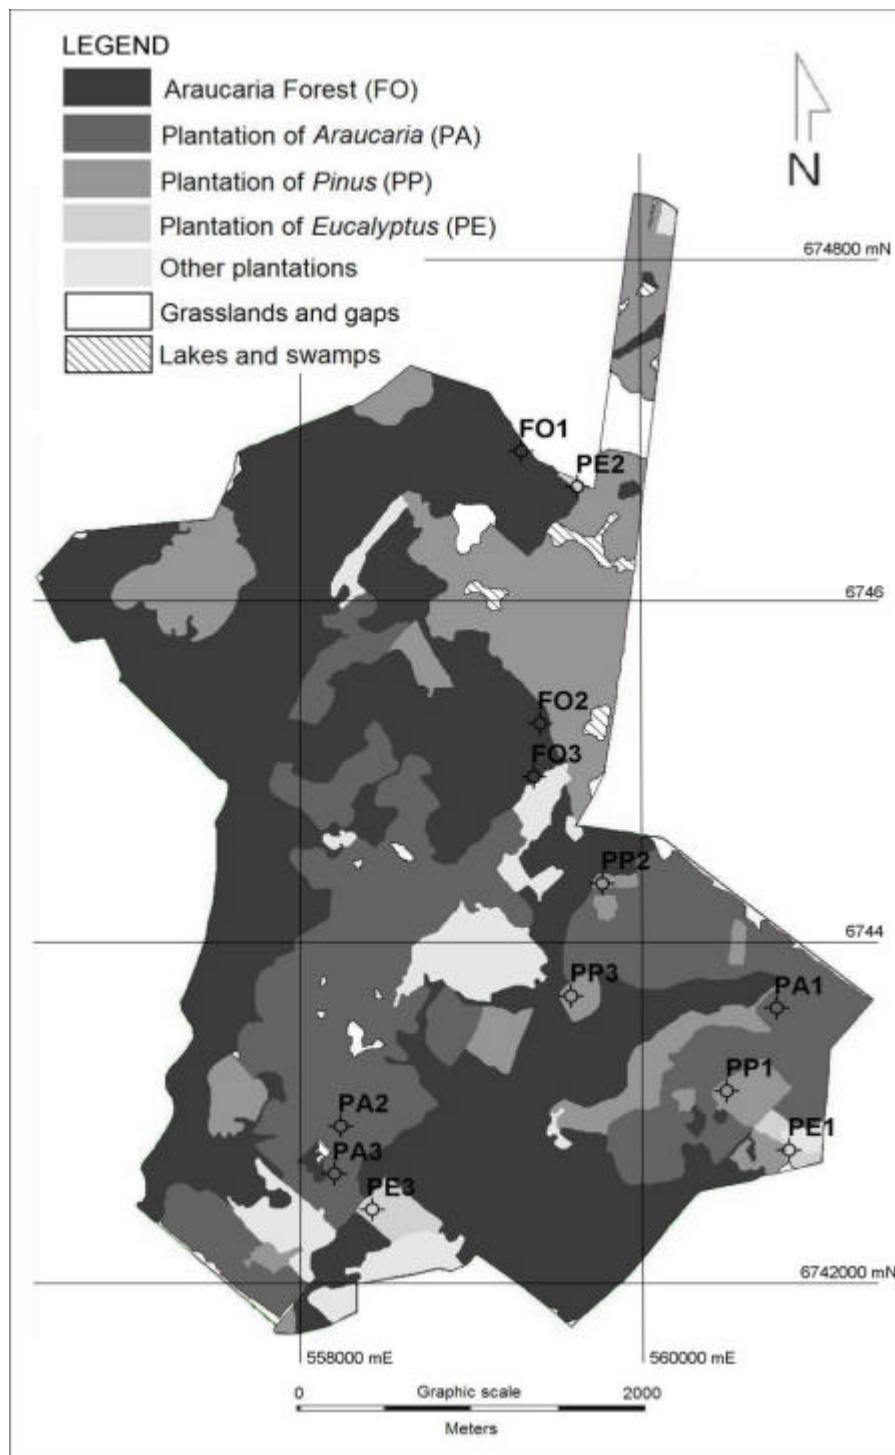 LEGEND
Araucaria Forest (FO)
Plantation of Araucaria (PA)
Plantation of Pinus (PP)
Plantation of Eucalyptus (PE)
Other plantations
Grasslands and gaps
Lakes and swamps
N
674800 mN
FO1
PE2
6746
FO2
FO3
PP2
6744
PP3
PA1
PP1
PA2
PE1
PA3
PE3
6742000 mN
558000 mE
560000 mE
0 Graphic scale 2000
Meters